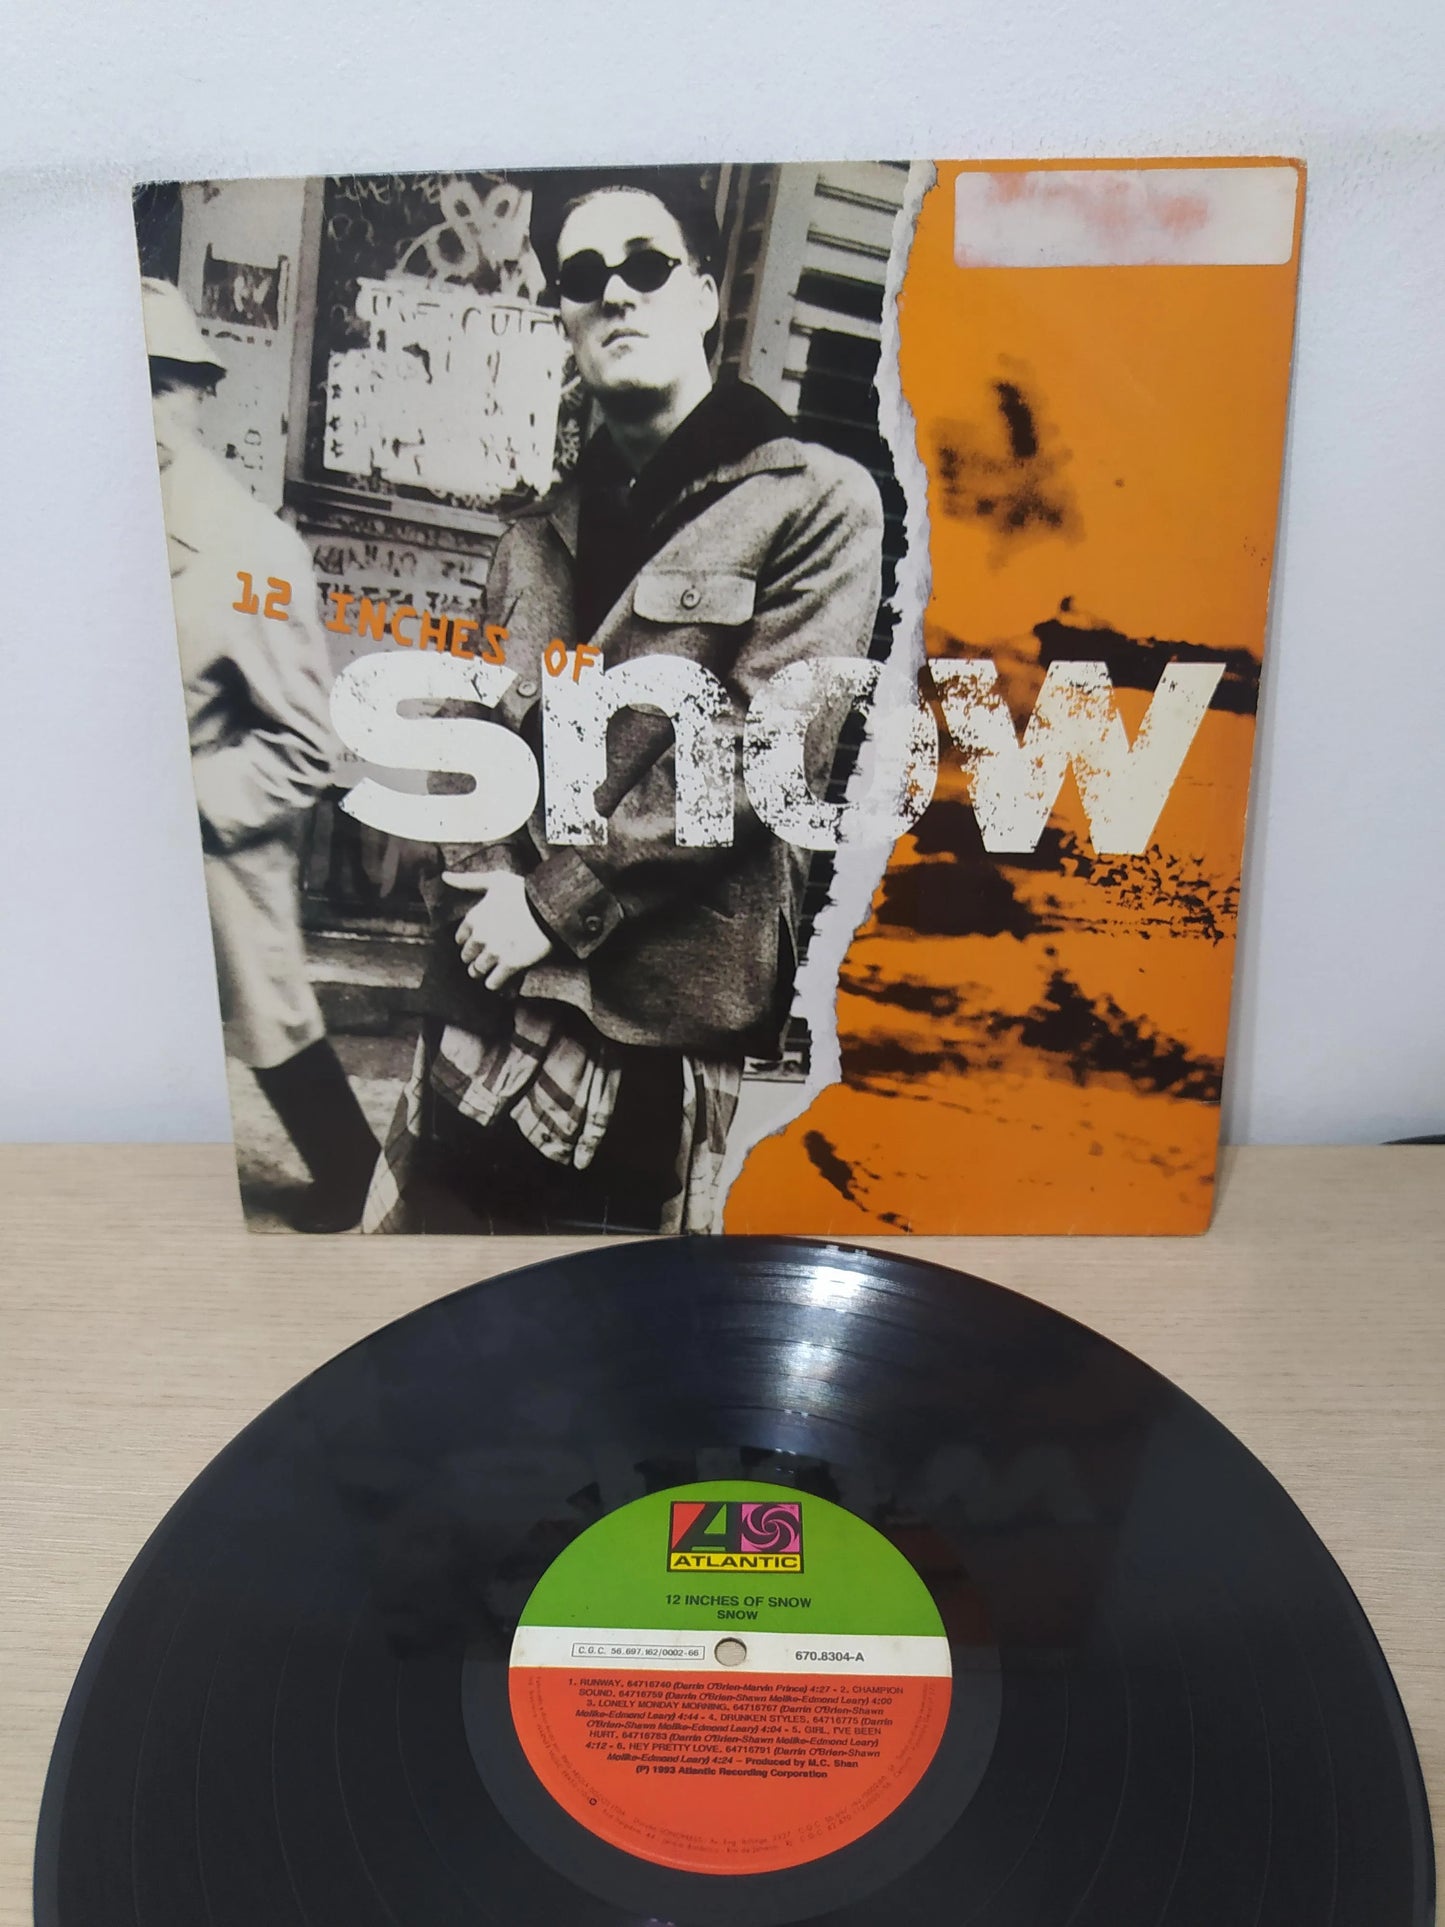 12 INCHES OF
snow
ATLANTIC
12 INCHES OF SNOW
SNOW
C.G.C. 56.697.162/0002-66
670.8304-A
1. RUNWAY, 64716740 (Darrin O'Brien-Marvin Prince) 4:27 - 2. CHAMPION
SOUND, 64716759 (Darrin O'Brien-Shawn Moltke-Edmond Leary) 4:00
3. LONELY MONDAY MORNING, 64716767 (Darrin O'Brien-Shawn
Moltke-Edmond Leary) 4:44 - 4. DRUNKEN STYLES, 64716775 (Darrin
O'Brien-Shawn Moltke-Edmond Leary) 4:04 - 5. GIRL, I'VE BEEN
HURT, 64716783 (Darrin O'Brien-Shawn Moltke-Edmond Leary)
4:12 - 6. HEY PRETTY LOVE, 64716791 (Darrin O'Brien-Shawn
Moltke-Edmond Leary) 4:24 – Produced by M.C. Shan
(P) 1993 Atlantic Recording Corporation